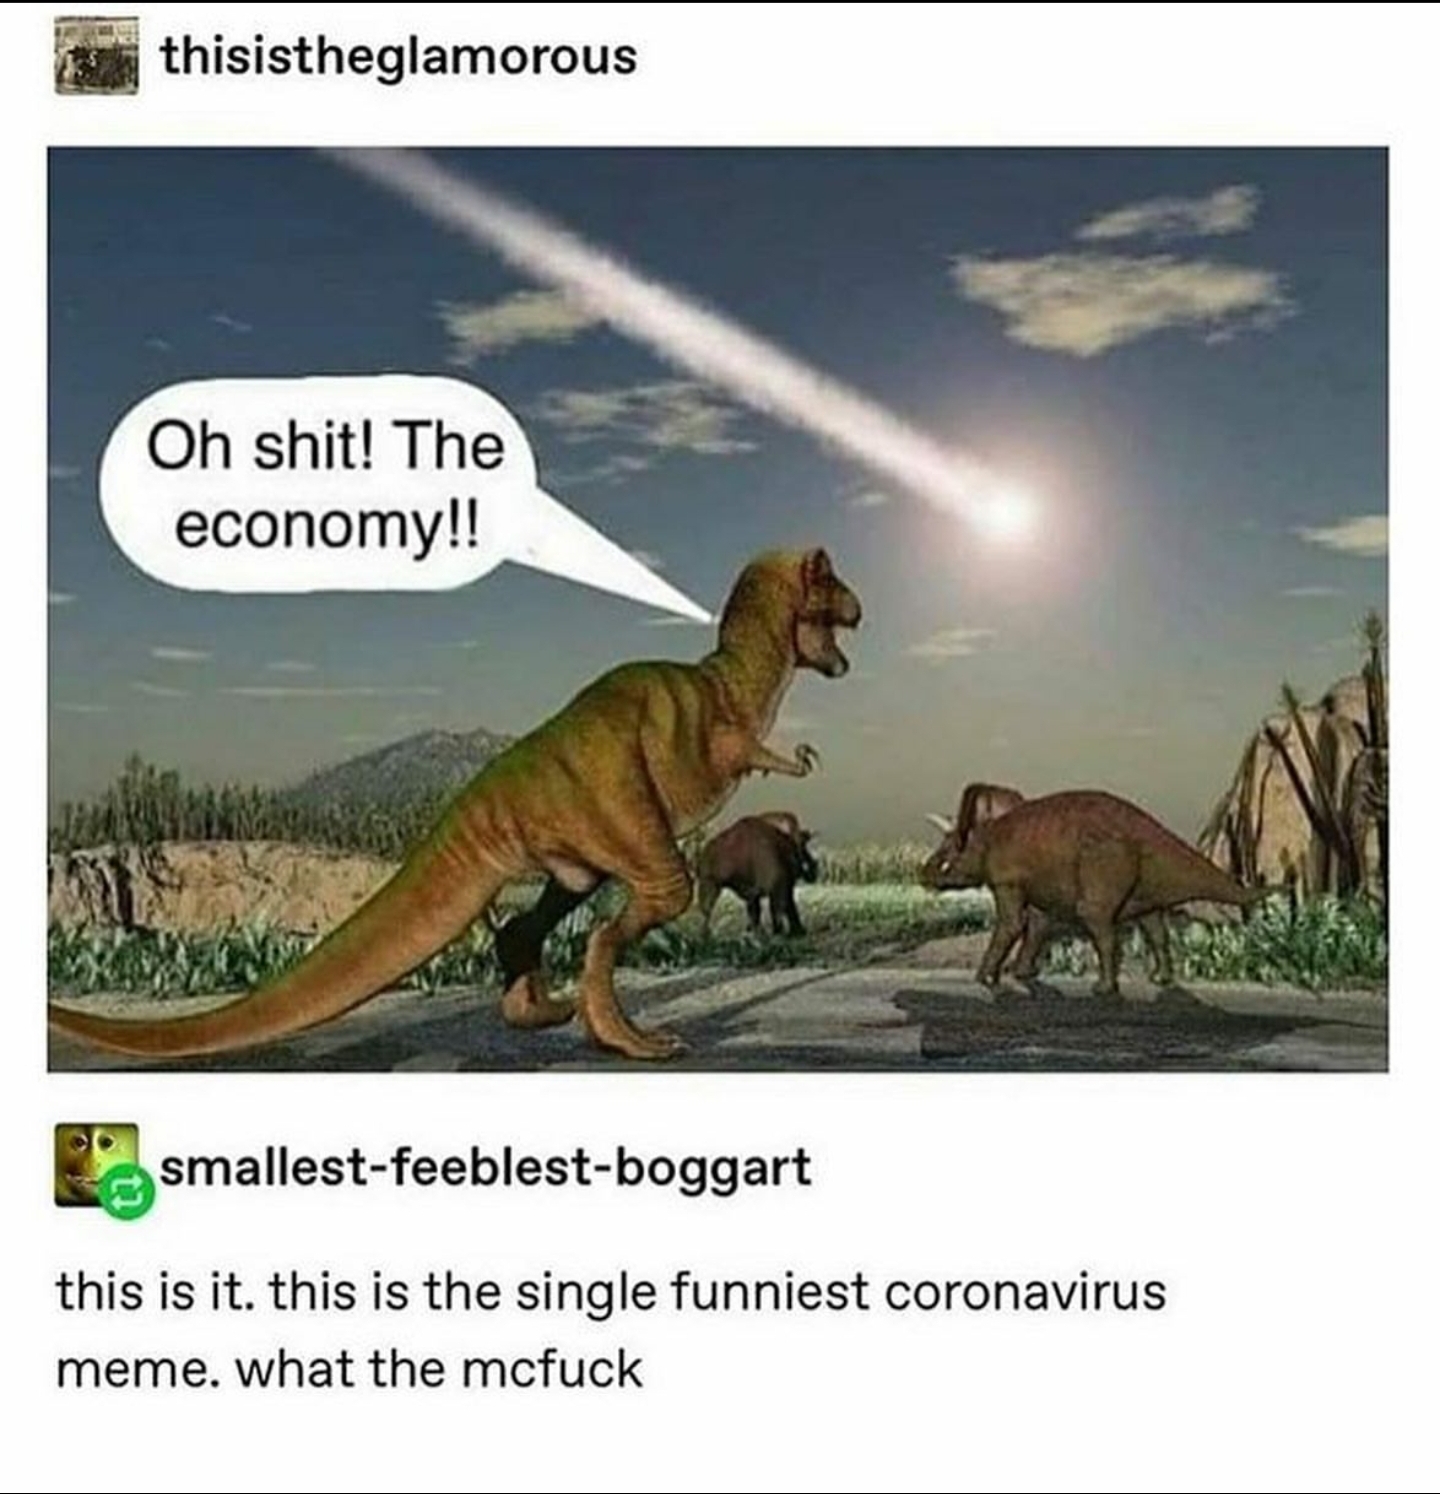 thisistheglamorous
Oh shit! The
economy!!
smallest-feeblest-boggart
this is it. this is the single funniest coronavirus
meme. what the mcfuck